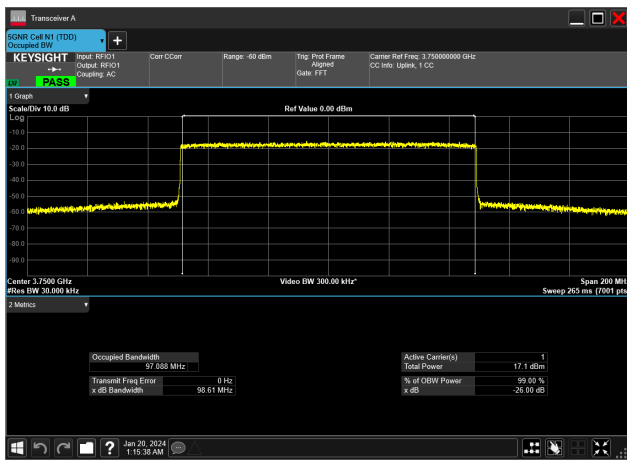 Transceiver A
5GNR Cell N1 (TDD)
Occupied BW
+
KEYSIGHT
LXI
PASS
Input: RFIO1
Output: RFIO1
Coupling: AC
Corr CCorr
Range: -60 dBm
Trig: Prot Frame
Aligned
Gate: FFT
Carrier Ref Freq: 3.750000000 GHz
CC Info: Uplink, 1 CC
1 Graph
Scale/Div 10.0 dB
Ref Value 0.00 dBm
Log
-10.0
-20.0
-30.0
-40.0
-50.0
-60.0
-70.0
-80.0
-90.0
Center 3.7500 GHz
Video BW 300.00 kHz*
Span 200 MHz
#Res BW 30.000 kHz
Sweep 265 ms (7001 pts
2 Metrics
Occupied Bandwidth
97.088 MHz
Transmit Freq Error 0 Hz
x dB Bandwidth 98.61 MHz
Active Carrier(s) 1
Total Power 17.1 dBm
% of OBW Power 99.00 %
x dB -26.00 dB
?
Jan 20, 2024
1:15:38 AM